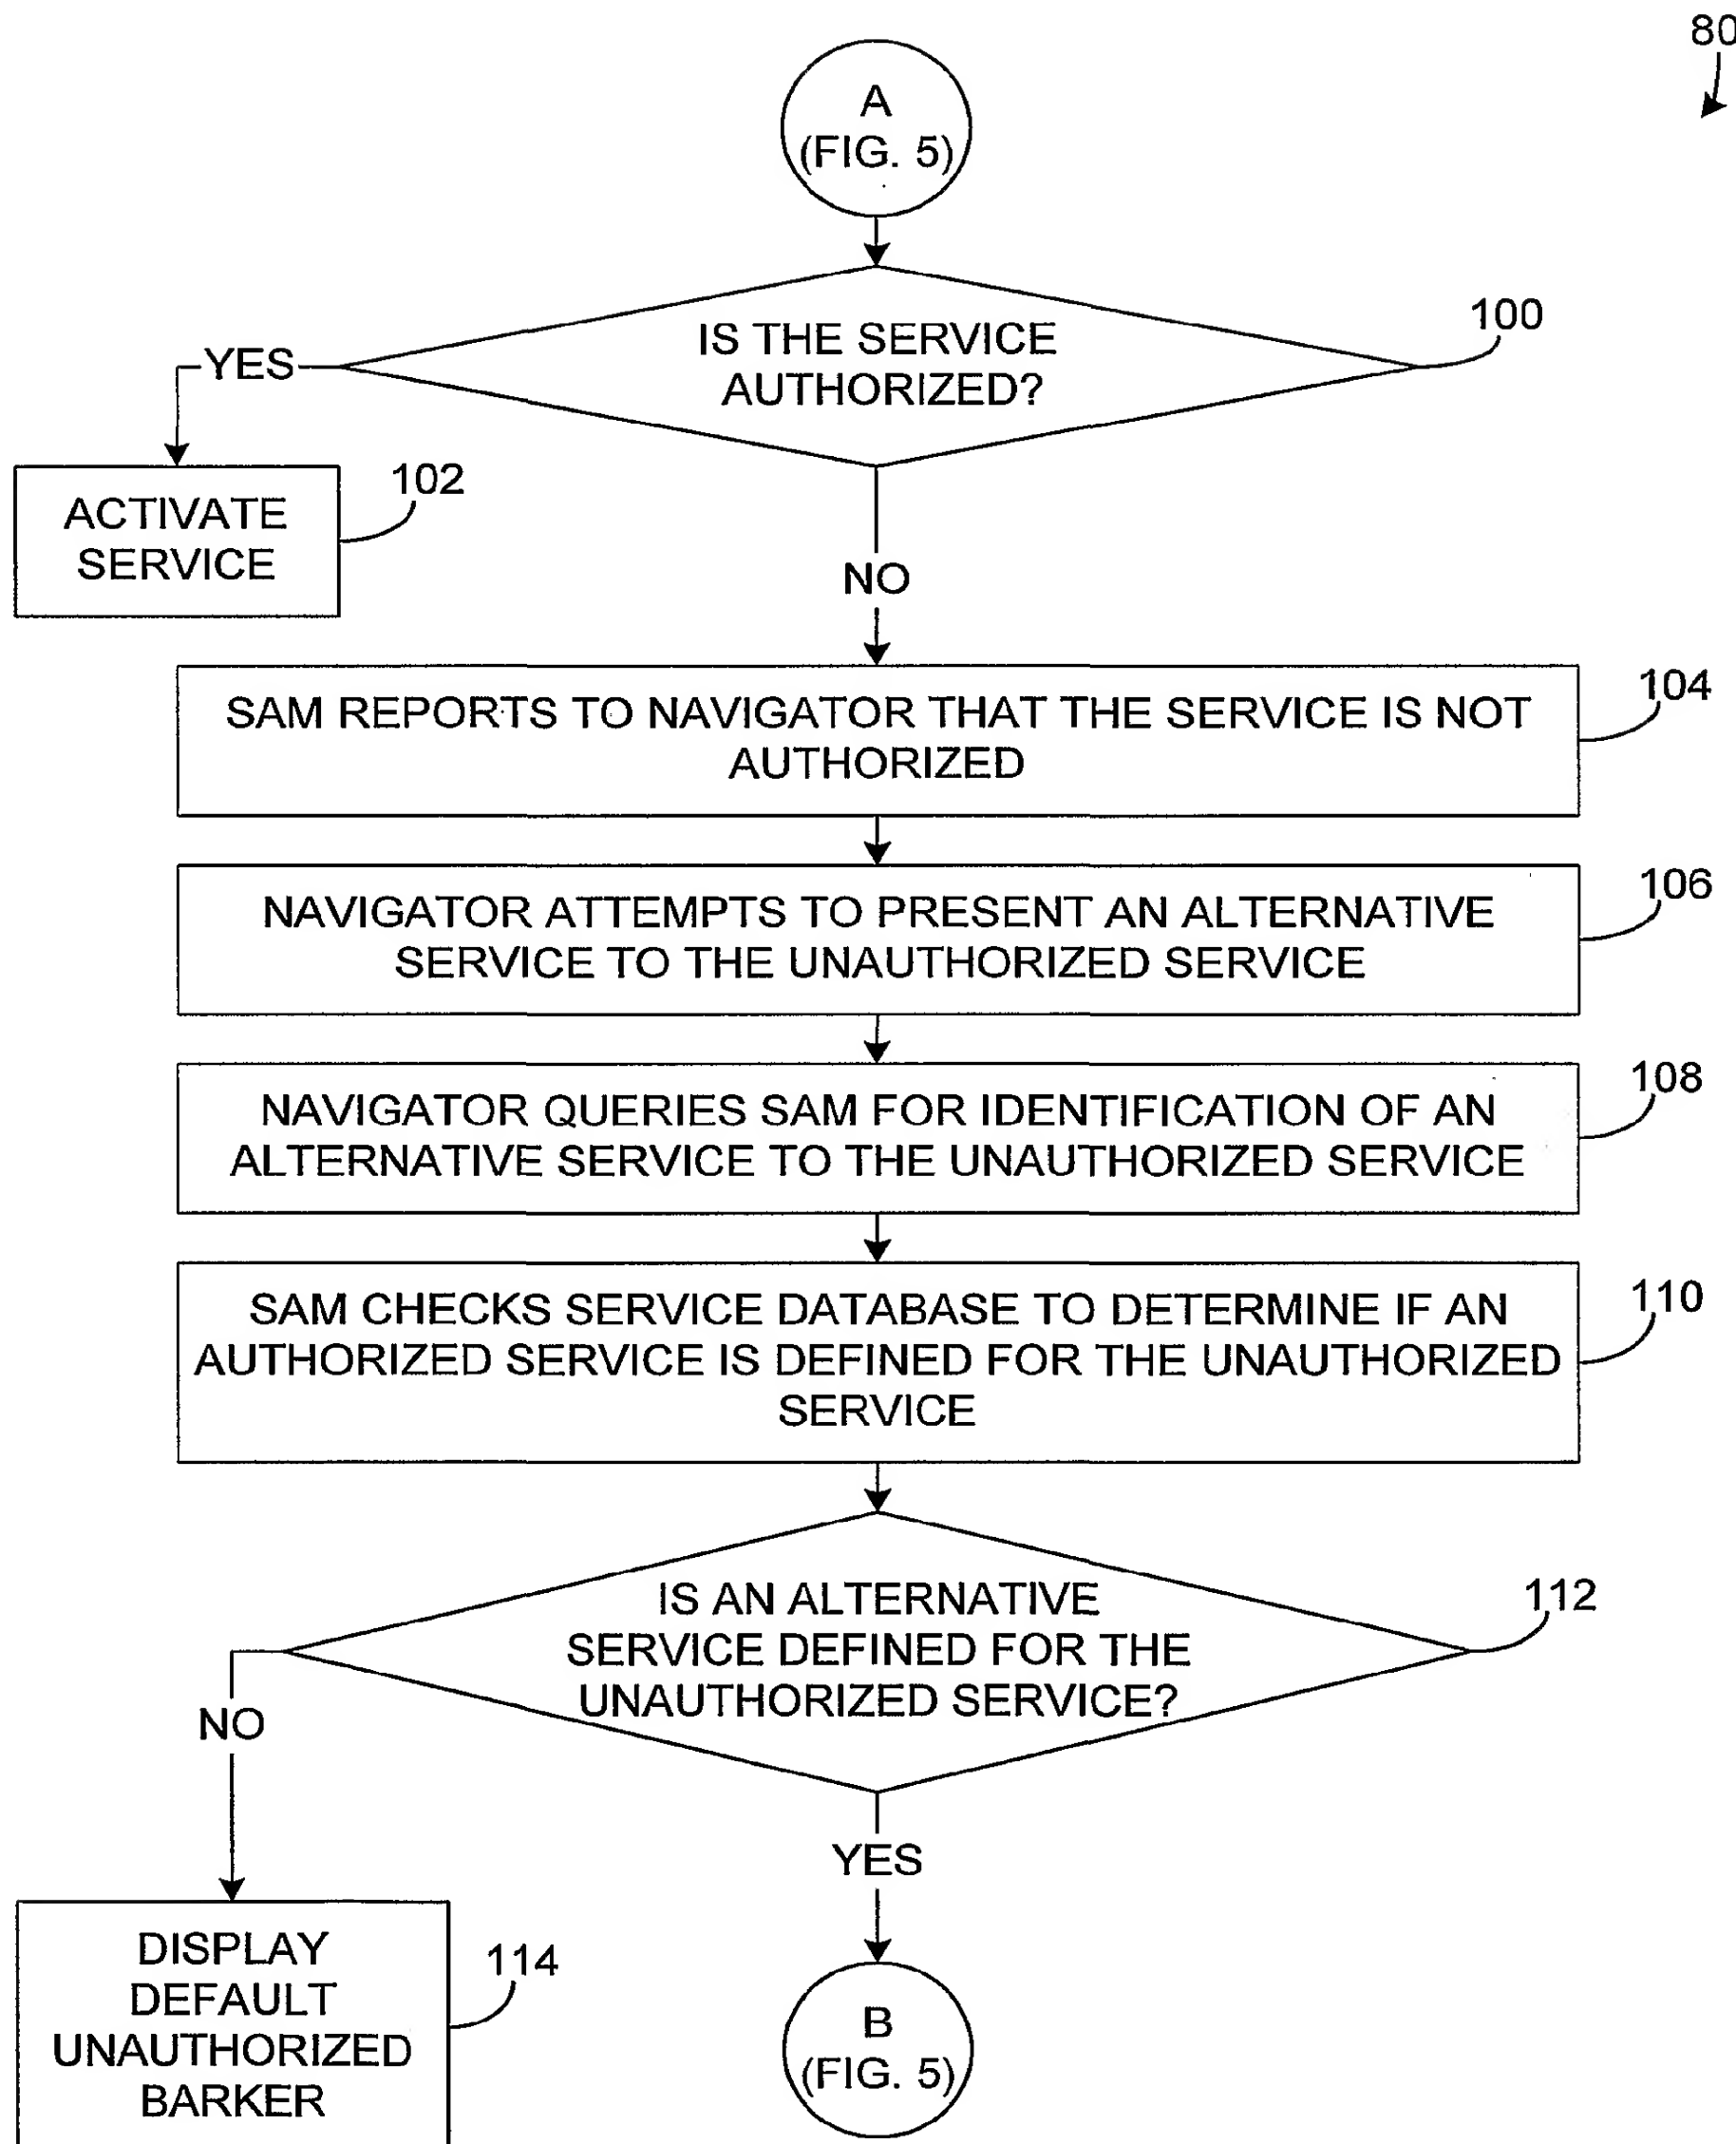 80
A
(FIG. 5)
IS THE SERVICE
AUTHORIZED?
100
YES
ACTIVATE
SERVICE
102
NO
SAM REPORTS TO NAVIGATOR THAT THE SERVICE IS NOT
AUTHORIZED
104
NAVIGATOR ATTEMPTS TO PRESENT AN ALTERNATIVE
SERVICE TO THE UNAUTHORIZED SERVICE
106
NAVIGATOR QUERIES SAM FOR IDENTIFICATION OF AN
ALTERNATIVE SERVICE TO THE UNAUTHORIZED SERVICE
108
SAM CHECKS SERVICE DATABASE TO DETERMINE IF AN
AUTHORIZED SERVICE IS DEFINED FOR THE UNAUTHORIZED
SERVICE
110
IS AN ALTERNATIVE
SERVICE DEFINED FOR THE
UNAUTHORIZED SERVICE?
112
NO
YES
DISPLAY
DEFAULT
UNAUTHORIZED
BARKER
114
B
(FIG. 5)